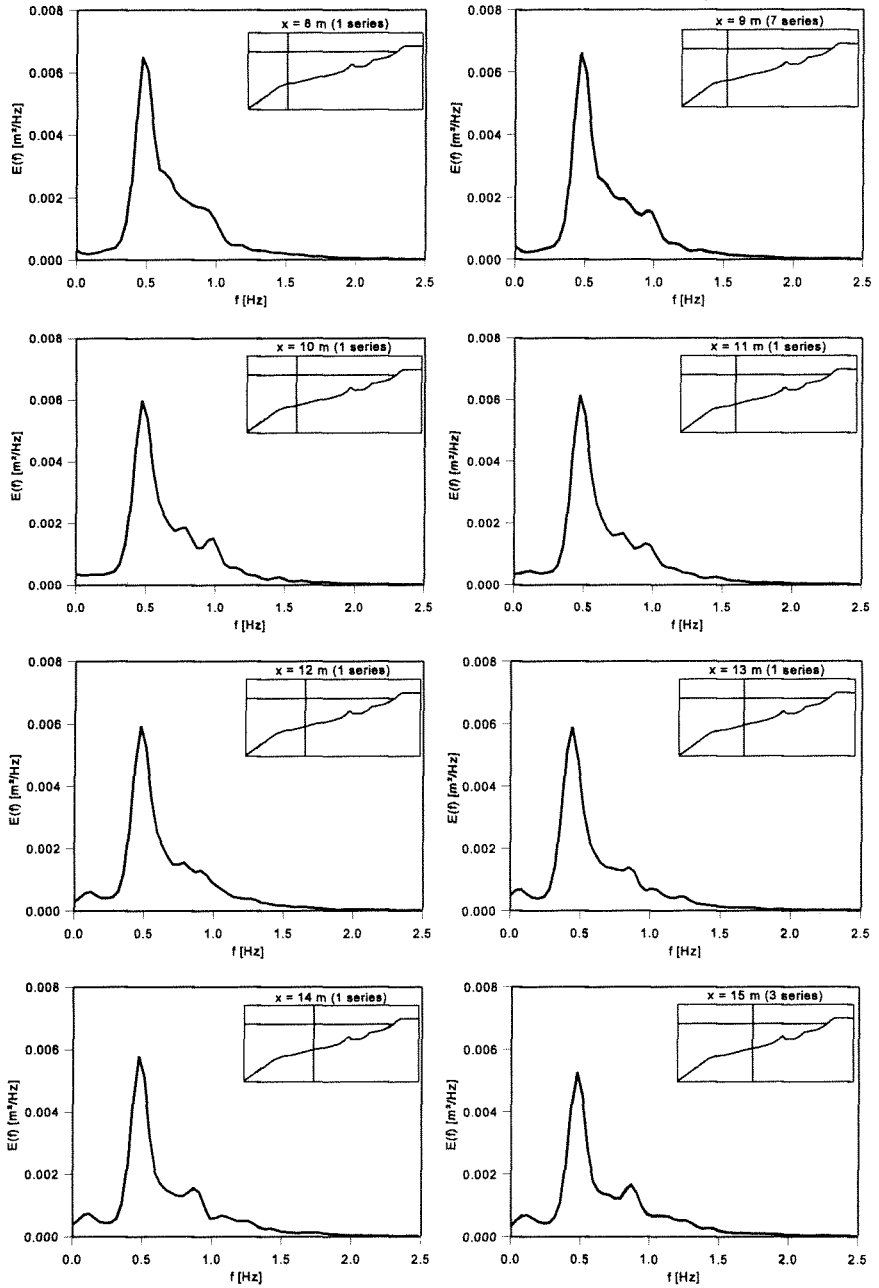 x = 8 m (1 series)
E(f) [m²/Hz]
0.008
0.006
0.004
0.002
0.000
0.0 0.5 1.0 1.5 2.0 2.5
f [Hz]
x = 9 m (7 series)
E(f) [m²/Hz]
0.008
0.006
0.004
0.002
0.000
0.0 0.5 1.0 1.5 2.0 2.5
f [Hz]
x = 10 m (1 series)
E(f) [m²/Hz]
0.008
0.006
0.004
0.002
0.000
0.0 0.5 1.0 1.5 2.0 2.5
f [Hz]
x = 11 m (1 series)
E(f) [m²/Hz]
0.008
0.006
0.004
0.002
0.000
0.0 0.5 1.0 1.5 2.0 2.5
f [Hz]
x = 12 m (1 series)
E(f) [m²/Hz]
0.008
0.006
0.004
0.002
0.000
0.0 0.5 1.0 1.5 2.0 2.5
f [Hz]
x = 13 m (1 series)
E(f) [m²/Hz]
0.008
0.006
0.004
0.002
0.000
0.0 0.5 1.0 1.5 2.0 2.5
f [Hz]
x = 14 m (1 series)
E(f) [m²/Hz]
0.008
0.006
0.004
0.002
0.000
0.0 0.5 1.0 1.5 2.0 2.5
f [Hz]
x = 15 m (3 series)
E(f) [m²/Hz]
0.008
0.006
0.004
0.002
0.000
0.0 0.5 1.0 1.5 2.0 2.5
f [Hz]